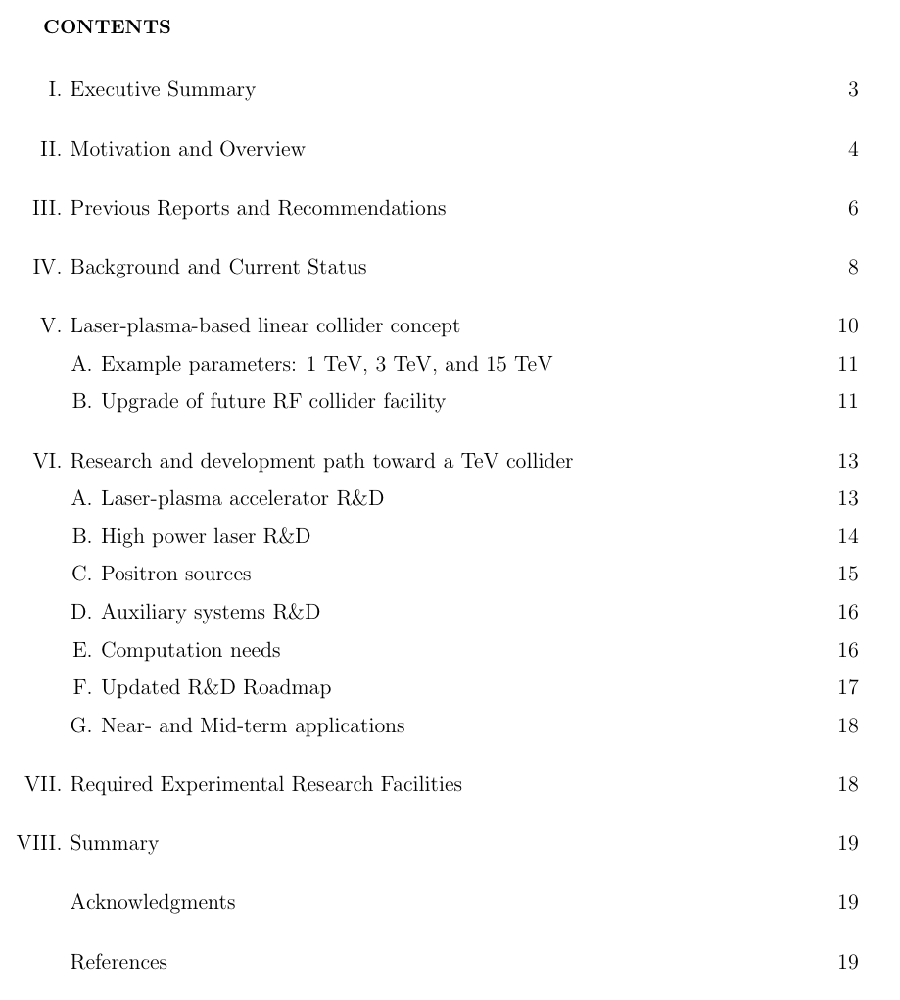 CONTENTS
I. Executive Summary 3
II. Motivation and Overview 4
III. Previous Reports and Recommendations 6
IV. Background and Current Status 8
V. Laser-plasma-based linear collider concept 10
A. Example parameters: 1 TeV, 3 TeV, and 15 TeV 11
B. Upgrade of future RF collider facility 11
VI. Research and development path toward a TeV collider 13
A. Laser-plasma accelerator R&D 13
B. High power laser R&D 14
C. Positron sources 15
D. Auxiliary systems R&D 16
E. Computation needs 16
F. Updated R&D Roadmap 17
G. Near- and Mid-term applications 18
VII. Required Experimental Research Facilities 18
VIII. Summary 19
Acknowledgments 19
References 19